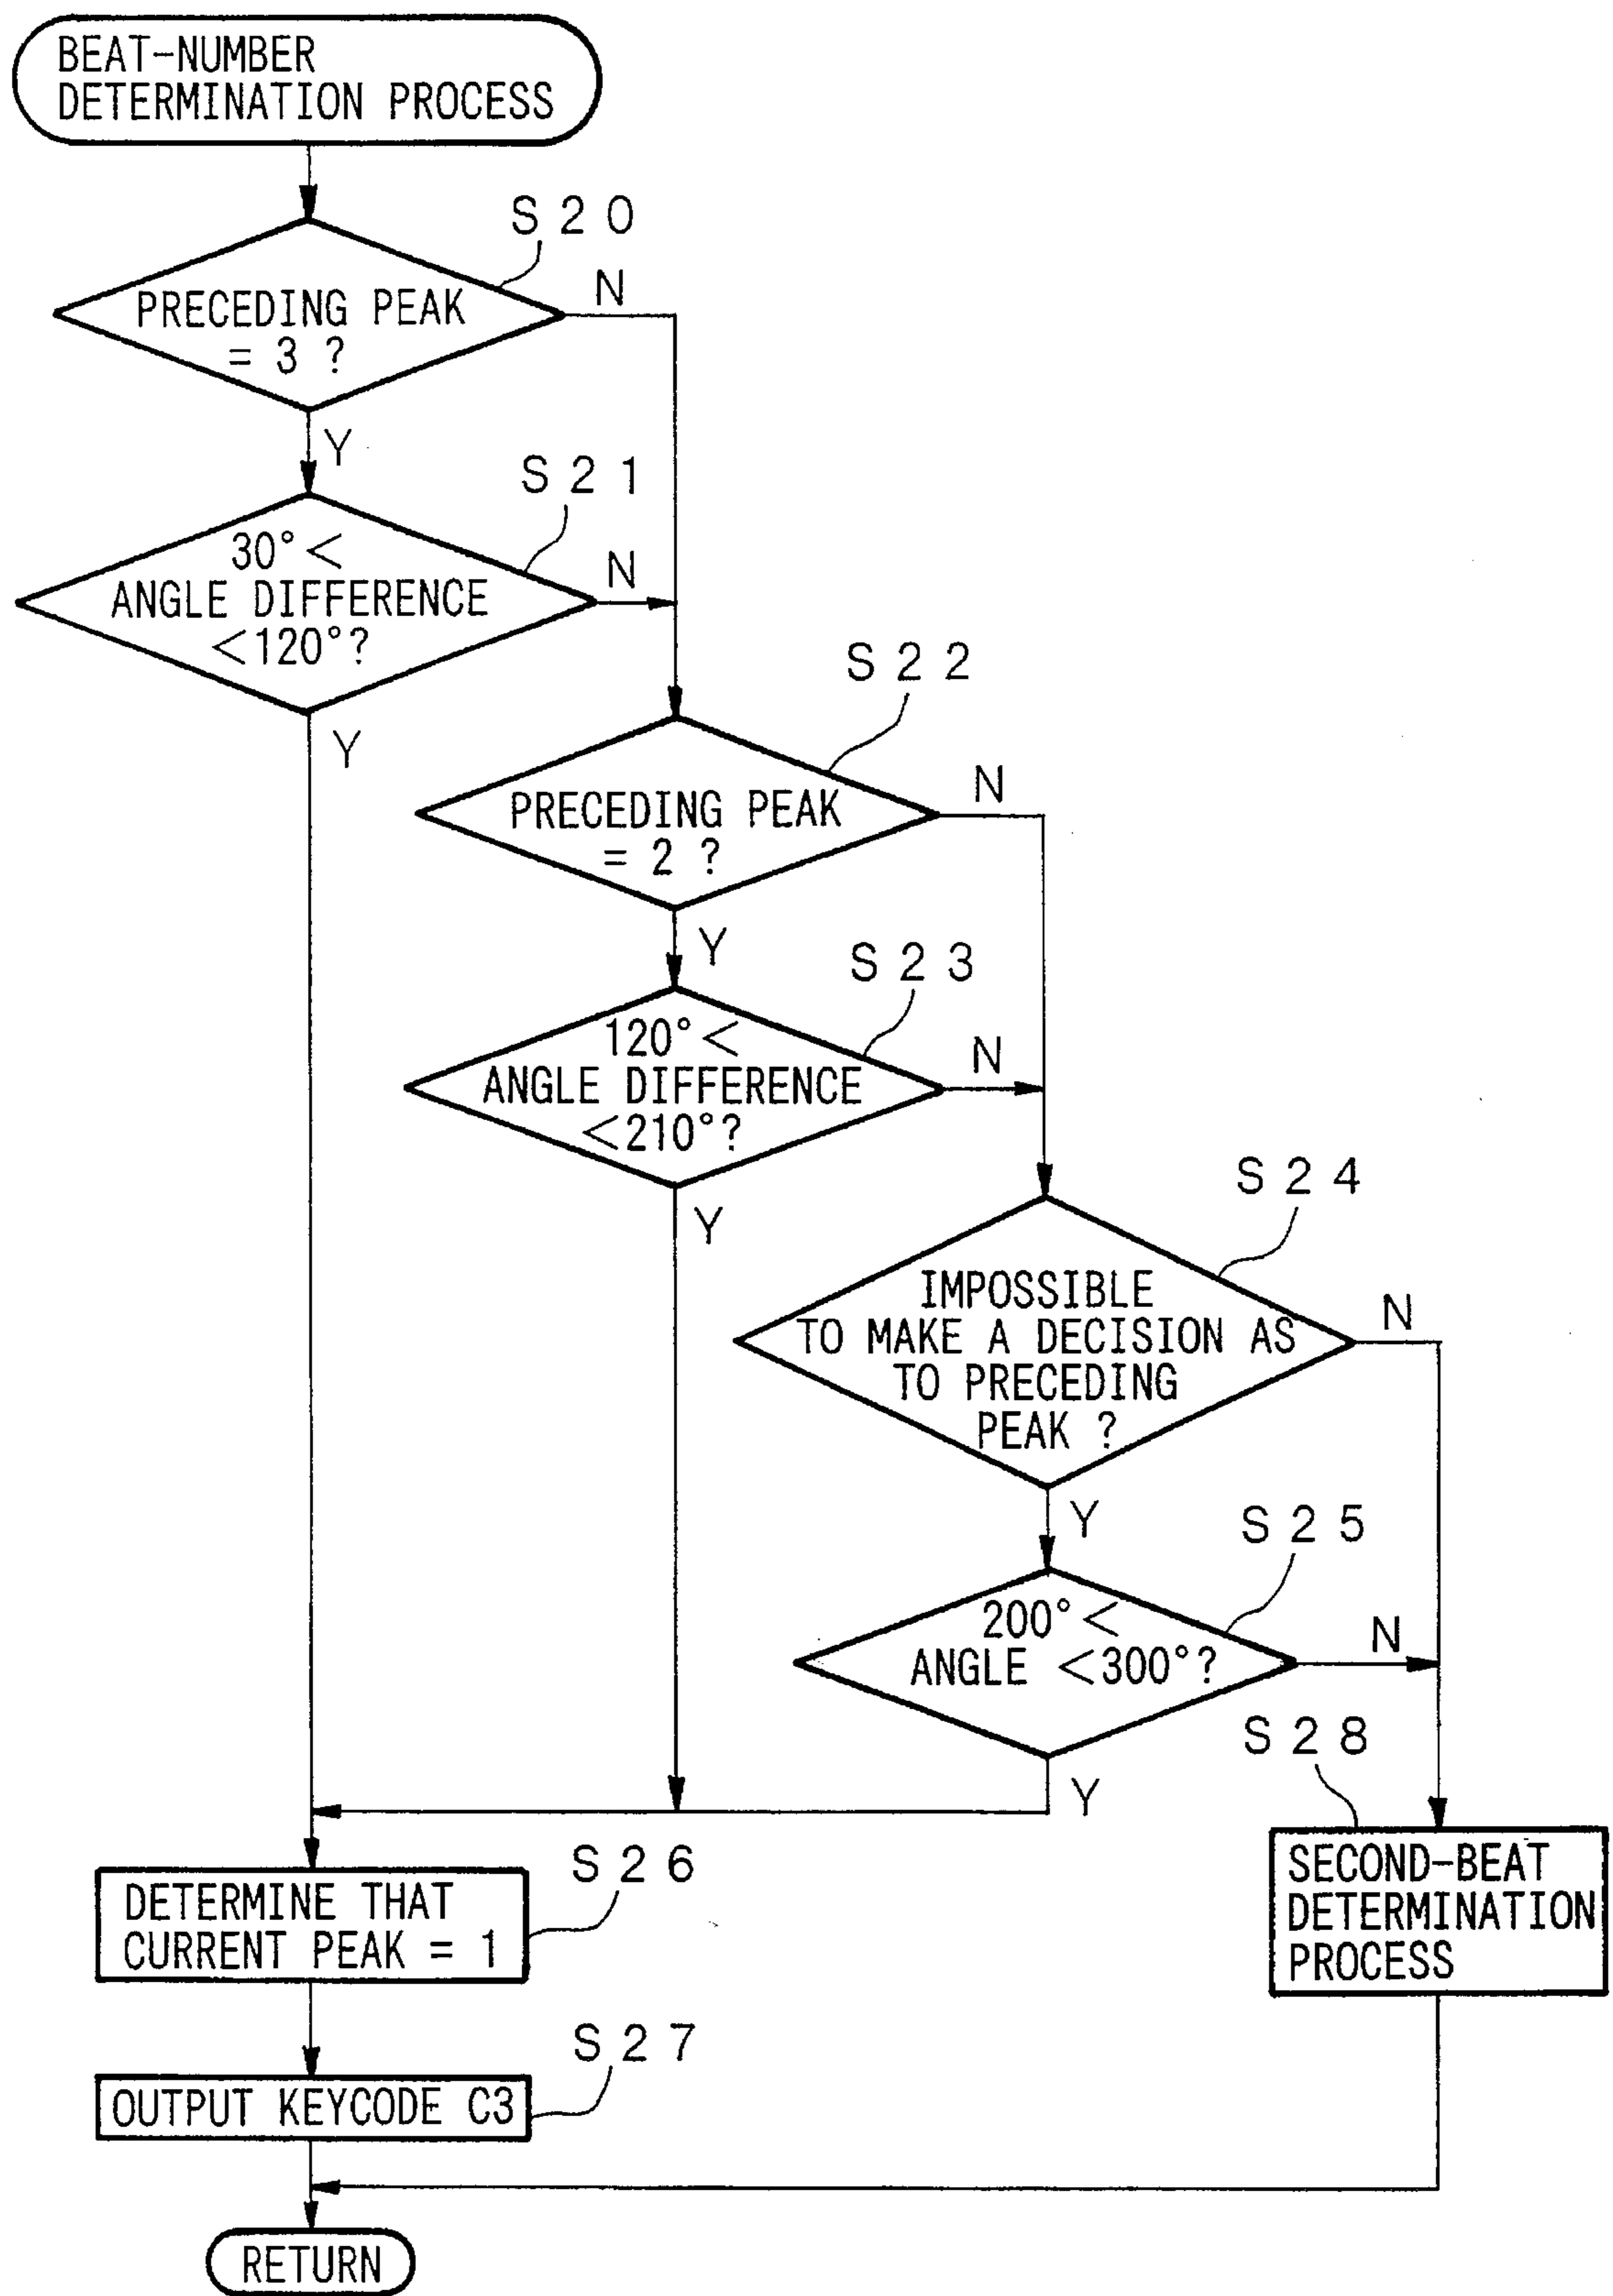 BEAT-NUMBER
DETERMINATION PROCESS
S20
PRECEDING PEAK
= 3 ?
N
Y
S21
30°<
ANGLE DIFFERENCE
<120°?
N
Y
S22
PRECEDING PEAK
= 2 ?
N
Y
S23
120°<
ANGLE DIFFERENCE
<210°?
N
Y
S24
IMPOSSIBLE
TO MAKE A DECISION AS
TO PRECEDING
PEAK ?
N
Y
S25
200°<
ANGLE <300°?
N
Y
S28
SECOND-BEAT
DETERMINATION
PROCESS
S26
DETERMINE THAT
CURRENT PEAK = 1
S27
OUTPUT KEYCODE C3
RETURN